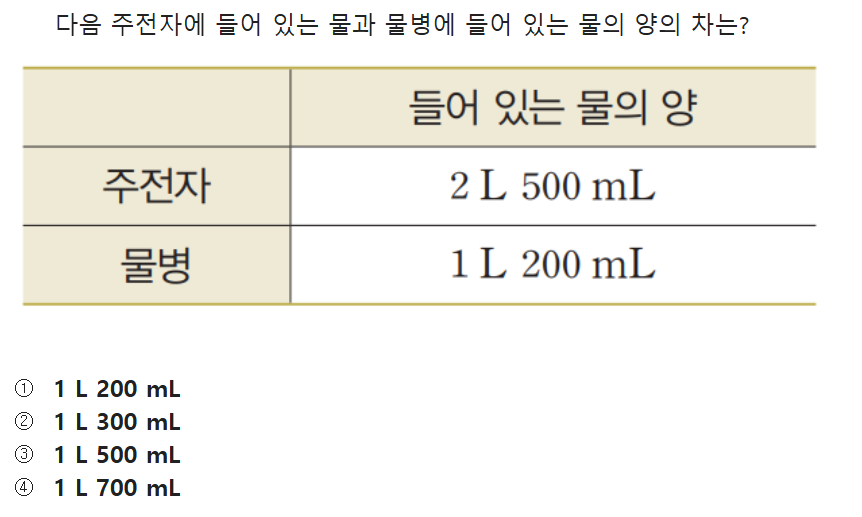 다음 주전자에 들어 있는 물과 물병에 들어 있는 물의 양의 차는?
들어 있는 물의 양
주전자 2 L 500 mL
물병 1 L 200 mL
① 1 L 200 mL
② 1 L 300 mL
③ 1 L 500 mL
④ 1 L 700 mL